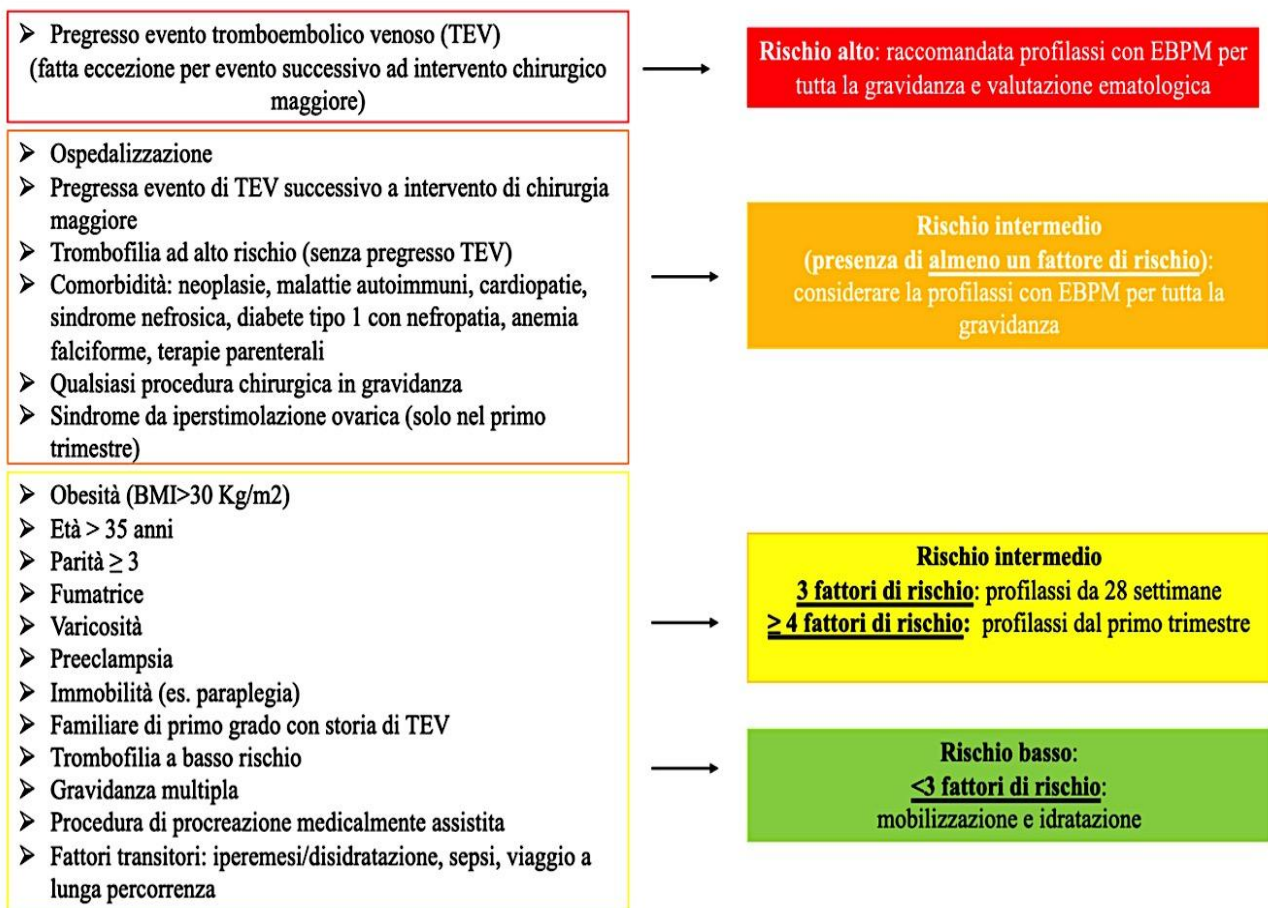 ➤ Pregresso evento tromboembolico venoso (TEV)
(fatta eccezione per evento successivo ad intervento chirurgico
maggiore)
Rischio alto: raccomandata profilassi con EBPM per
tutta la gravidanza e valutazione ematologica
➤ Ospedalizzazione
➤ Pregressa evento di TEV successivo a intervento di chirurgia
maggiore
➤ Trombofilia ad alto rischio (senza pregresso TEV)
➤ Comorbidità: neoplasie, malattie autoimmuni, cardiopatie,
sindrome nefrosica, diabete tipo 1 con nefropatia, anemia
falciforme, terapie parenterali
➤ Qualsiasi procedura chirurgica in gravidanza
➤ Sindrome da iperstimolazione ovarica (solo nel primo
trimestre)
Rischio intermedio
(presenza di almeno un fattore di rischio):
considerare la profilassi con EBPM per tutta la
gravidanza
➤ Obesità (BMI>30 Kg/m2)
➤ Età > 35 anni
➤ Parità ≥ 3
➤ Fumatrice
➤ Varicosità
➤ Preeclampsia
➤ Immobilità (es. paraplegia)
➤ Familiare di primo grado con storia di TEV
➤ Trombofilia a basso rischio
➤ Gravidanza multipla
➤ Procedura di procreazione medicalmente assistita
➤ Fattori transitori: iperemesi/disidratazione, sepsi, viaggio a
lunga percorrenza
Rischio intermedio
3 fattori di rischio: profilassi da 28 settimane
≥ 4 fattori di rischio: profilassi dal primo trimestre
Rischio basso:
<3 fattori di rischio:
mobilizzazione e idratazione